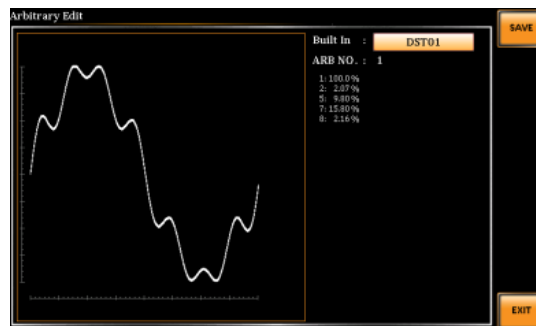 Arbitrary Edit
SAVE
Built In : DST01
ARB NO. : 1
1: 100.0 %
2: 2.07 %
5: 9.80 %
7: 15.80 %
8: 2.16 %
EXIT